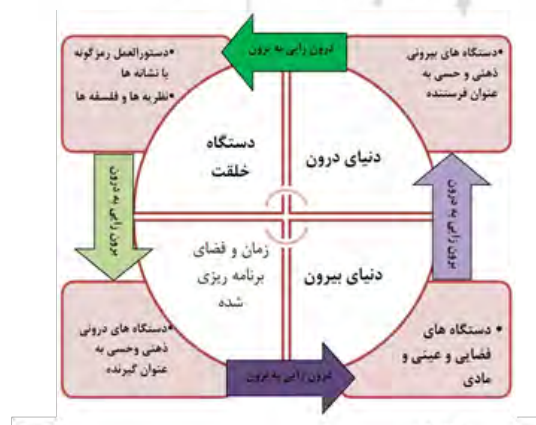 درون زایی به برون
•دستگاه های بیرونی
ذهنی و حسی به
عنوان فرستنده
•دستورالعمل رمزگونه
یا نشانه ها
•نظریه ها و فلسفه ها
دنیای درون
دستگاه
خلقت
برون زایی به درون
برون زایی به درون
دنیای بیرون
زمان و فضای
برنامه ریزی
شده
• دستگاه های
فضایی و عینی و
مادی
•دستگاه های درونی
ذهنی وحسی به
عنوان گیرنده
درون زایی به برون